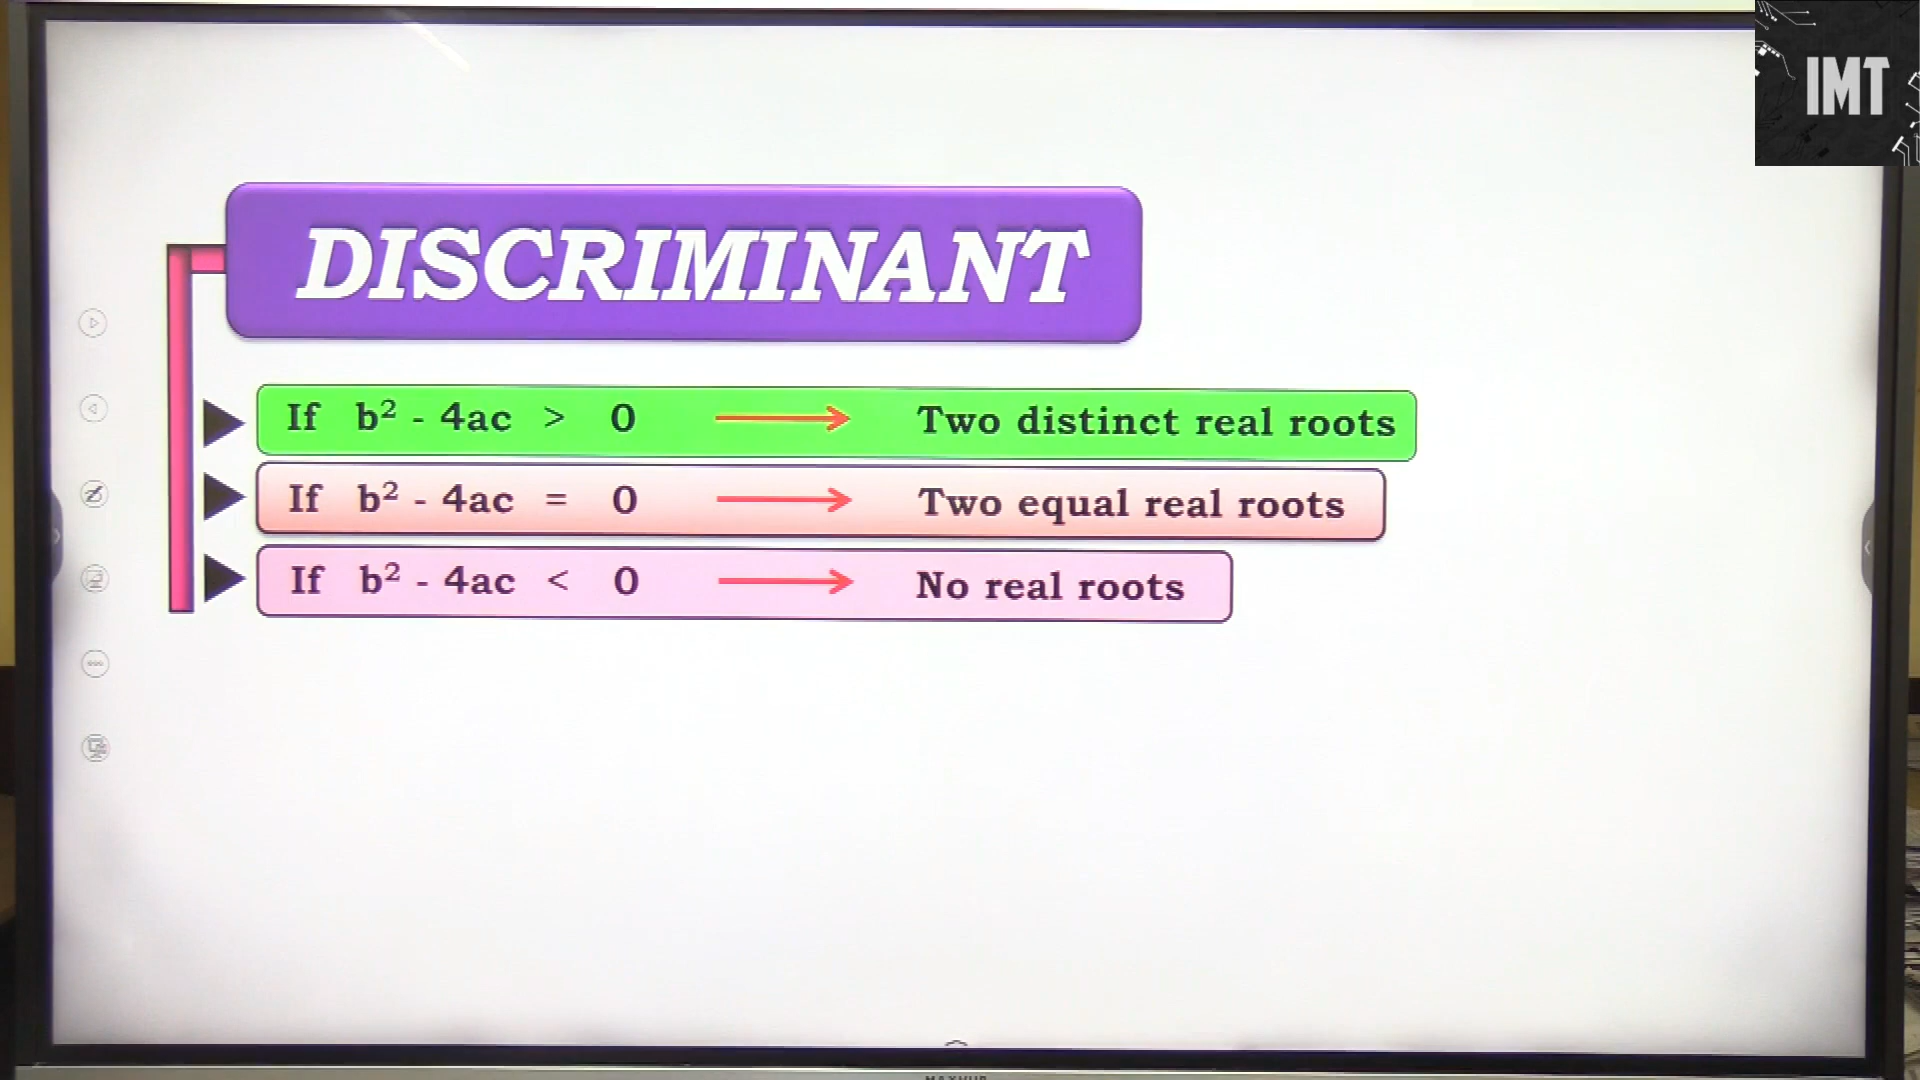 IMT
DISCRIMINANT
If b² - 4ac > 0 → Two distinct real roots
If b² - 4ac = 0 → Two equal real roots
If b² - 4ac < 0 → No real roots